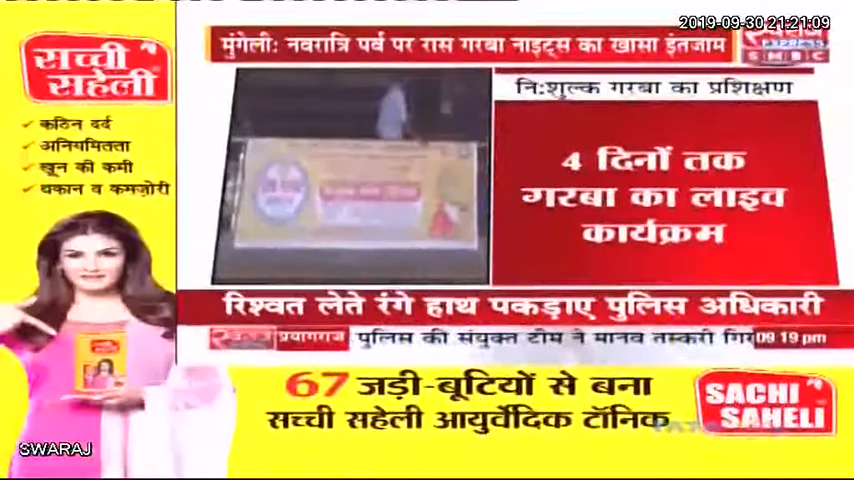 2019-09-30 21:21:09
मुंगेली: नवरात्रि पर्व पर रास गरबा नाइट्स का खासा इंतजाम
EXPRESS
SMBC
नि:शुल्क गरबा का प्रशिक्षण
4 दिनों तक
गरबा का लाइव
कार्यक्रम
सच्ची
सहेली
कठिन दर्द
अनियमितता
खून की कमी
थकान व कमज़ोरी
रिश्वत लेते रंगे हाथ पकड़ाए पुलिस अधिकारी
प्रयागराज
पुलिस की संयुक्त टीम ने मानव तस्करी गिर
09:19 pm
67 जड़ी-बूटियों से बना
सच्ची सहेली आयुर्वेदिक टॉनिक
SACHI
SAHELI
SWARAJ